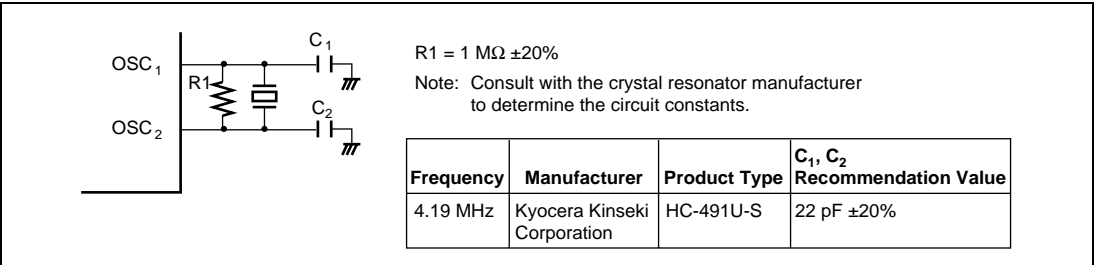 OSC1
R1
C1
C2
OSC2
R1 = 1 MΩ ±20%
Note: Consult with the crystal resonator manufacturer
to determine the circuit constants.
Frequency Manufacturer Product Type C1, C2 Recommendation Value
4.19 MHz Kyocera Kinseki Corporation HC-491U-S 22 pF ±20%